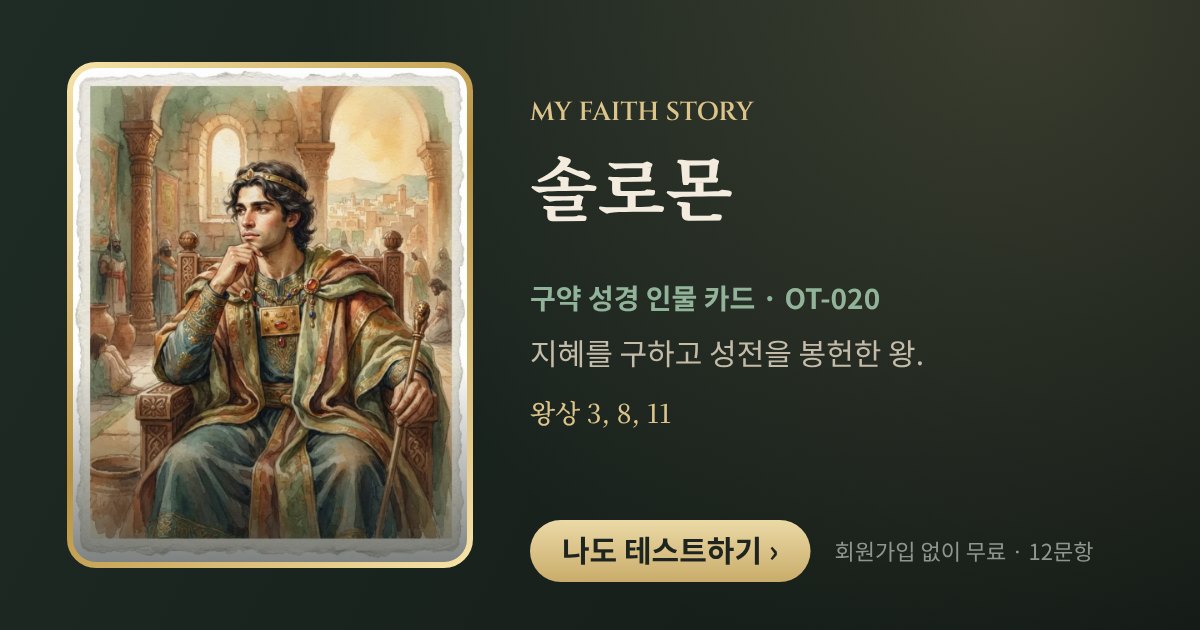 MY FAITH STORY
솔로몬
구약 성경 인물 카드 · OT-020
지혜를 구하고 성전을 봉헌한 왕.
왕상 3, 8, 11
나도 테스트하기 ›
회원가입 없이 무료 · 12문항